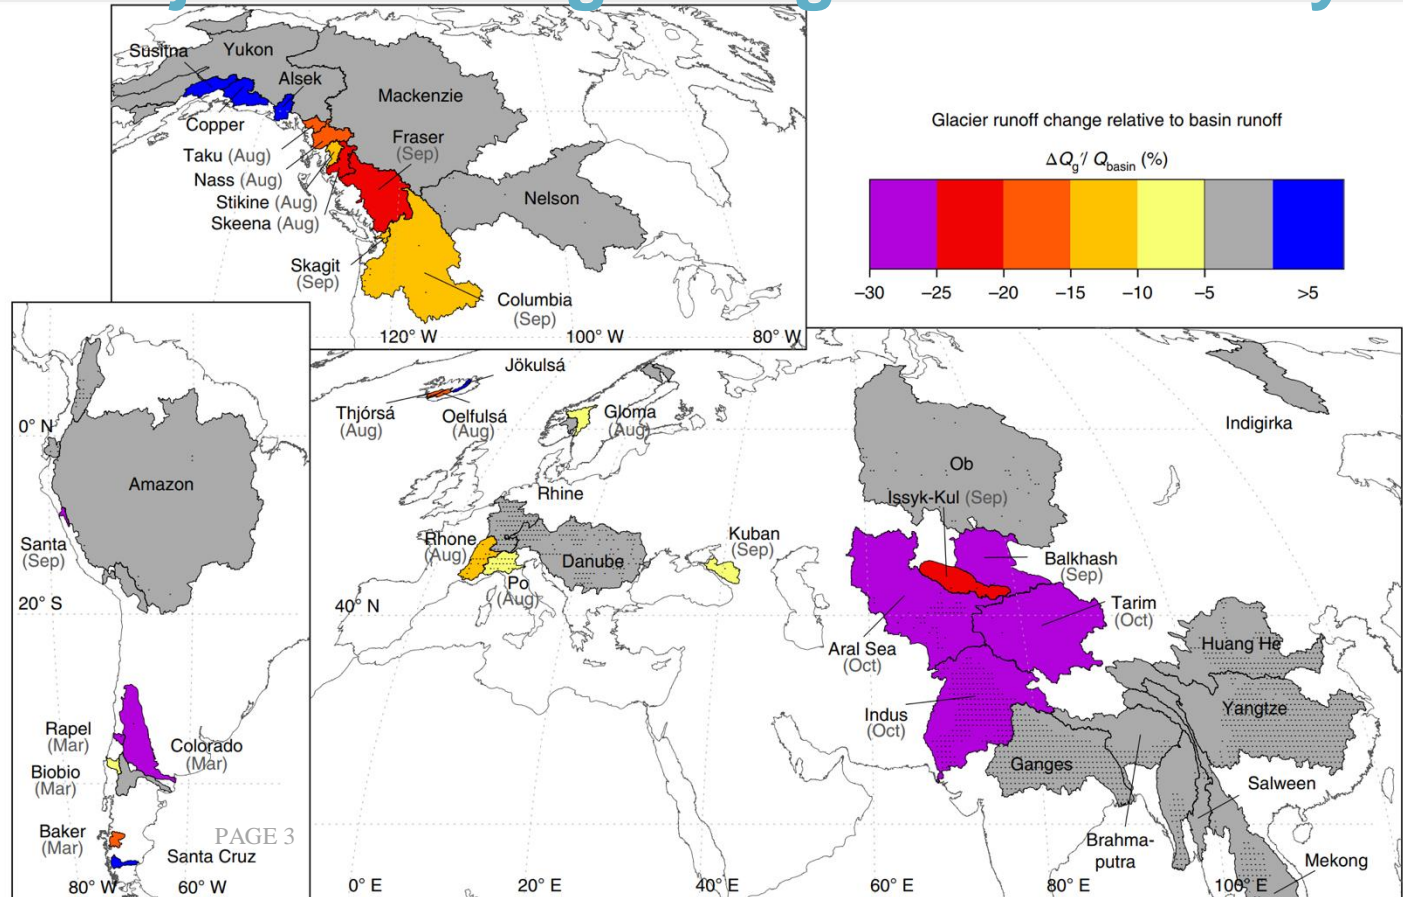 Susitna
Yukon
Alsek
Mackenzie
Copper
Taku (Aug)
Fraser
(Sep)
Nass (Aug)
Stikine (Aug)
Skeena (Aug)
Nelson
Skagit
(Sep)
Columbia
(Sep)
120° W
100° W
80° W
Glacier runoff change relative to basin runoff
ΔQg′/ Qbasin (%)
–30
–25
–20
–15
–10
–5
>5
0° N
Amazon
Santa
(Sep)
20° S
Rapel
(Mar)
Colorado
(Mar)
Biobio
(Mar)
Baker
(Mar)
PAGE 3
Santa Cruz
80° W
60° W
Jökulsá
Thjórsá
(Aug)
Oelfulsá
(Aug)
Gloma
(Aug)
Indigirka
Ob
Rhine
Issyk-Kul (Sep)
Rhone
(Aug)
Danube
Kuban
(Sep)
Balkhash
(Sep)
Po
(Aug)
40° N
Tarim
(Oct)
Aral Sea
(Oct)
Huang He
Indus
(Oct)
Yangtze
Ganges
Salween
Brahma-
putra
Mekong
0° E
20° E
40° E
60° E
80° E
100° E